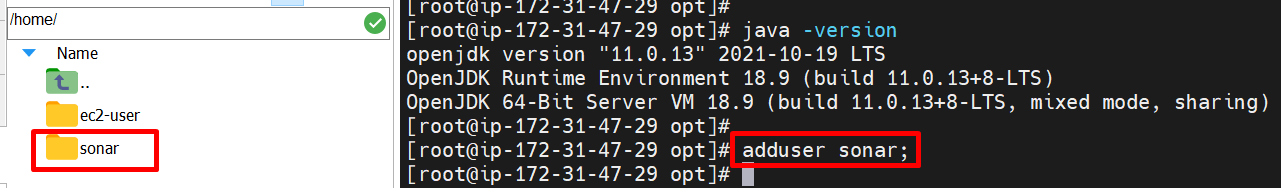 /home/
Name
..
ec2-user
sonar
[root@ip-172-31-47-29 opt]#
[root@ip-172-31-47-29 opt]# java -version
openjdk version "11.0.13" 2021-10-19 LTS
OpenJDK Runtime Environment 18.9 (build 11.0.13+8-LTS)
OpenJDK 64-Bit Server VM 18.9 (build 11.0.13+8-LTS, mixed mode, sharing)
[root@ip-172-31-47-29 opt]#
[root@ip-172-31-47-29 opt]# adduser sonar;
[root@ip-172-31-47-29 opt]#